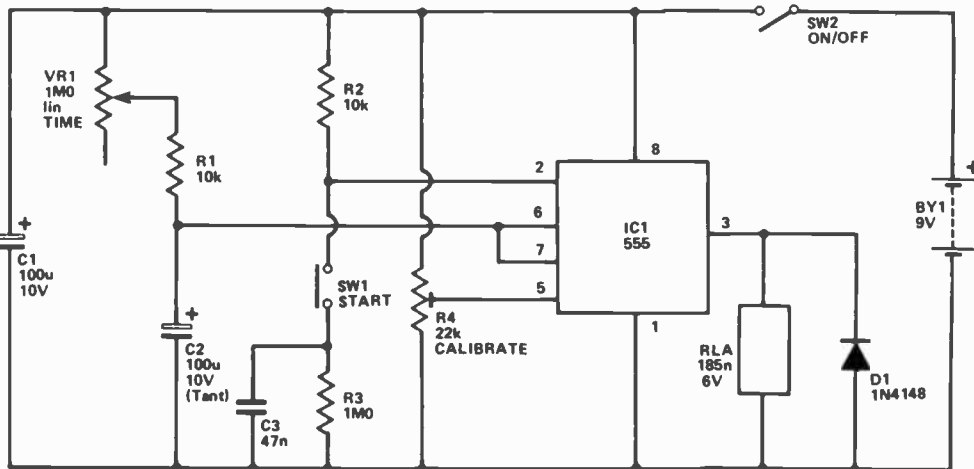 SW2
ON/OFF
VR1
1M0
lin
TIME
R2
10k
R1
10k
8
2
6
7
5
3
1
IC1
555
+
BY1
9V
+
C1
100u
10V
SW1
START
R4
22k
CALIBRATE
+
C2
100u
10V
(Tant)
C3
47n
R3
1M0
RLA
185n
6V
D1
1N4148